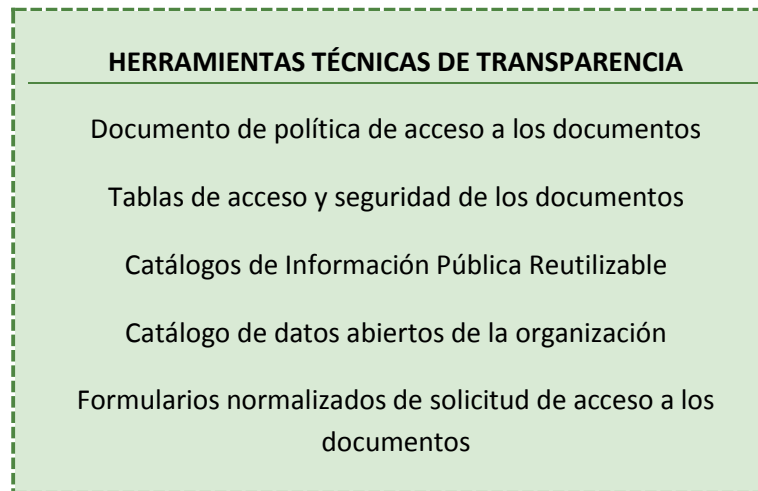 HERRAMIENTAS TÉCNICAS DE TRANSPARENCIA
Documento de política de acceso a los documentos
Tablas de acceso y seguridad de los documentos
Catálogos de Información Pública Reutilizable
Catálogo de datos abiertos de la organización
Formularios normalizados de solicitud de acceso a los
documentos